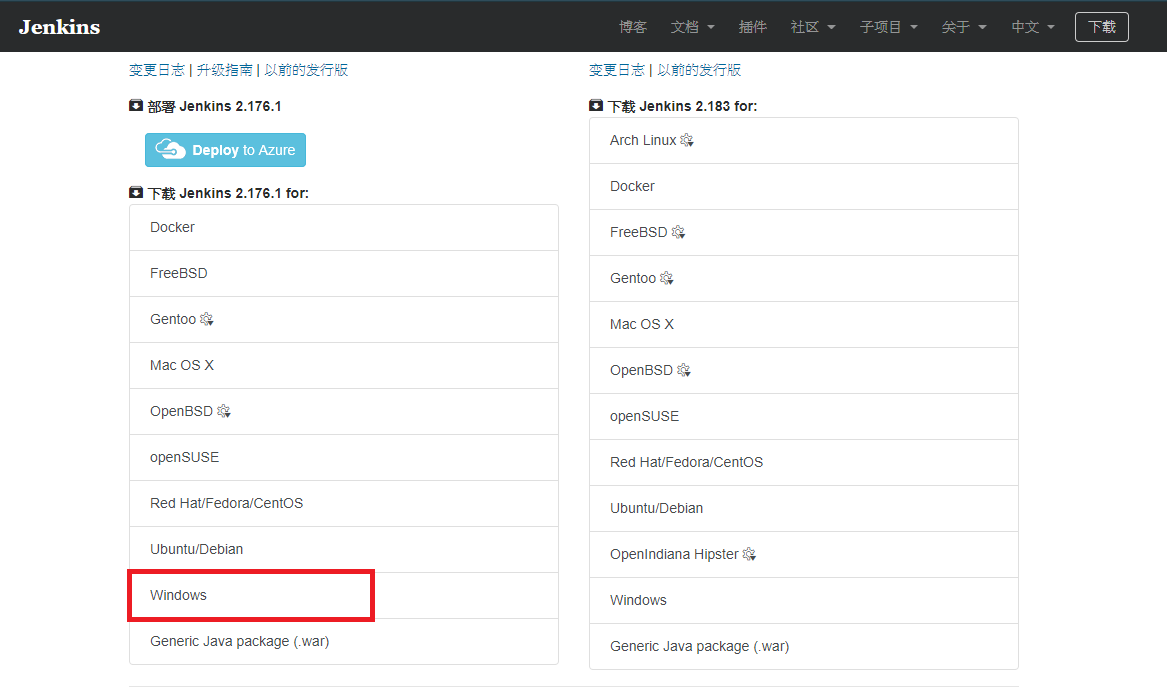 Jenkins
博客 文档 插件 社区 子项目 关于 中文 下载
变更日志 | 升级指南 | 以前的发行版
部署 Jenkins 2.176.1
Deploy to Azure
下载 Jenkins 2.176.1 for:
Docker
FreeBSD
Gentoo
Mac OS X
OpenBSD
openSUSE
Red Hat/Fedora/CentOS
Ubuntu/Debian
Windows
Generic Java package (.war)
变更日志 | 以前的发行版
下载 Jenkins 2.183 for:
Arch Linux
Docker
FreeBSD
Gentoo
Mac OS X
OpenBSD
openSUSE
Red Hat/Fedora/CentOS
Ubuntu/Debian
OpenIndiana Hipster
Windows
Generic Java package (.war)